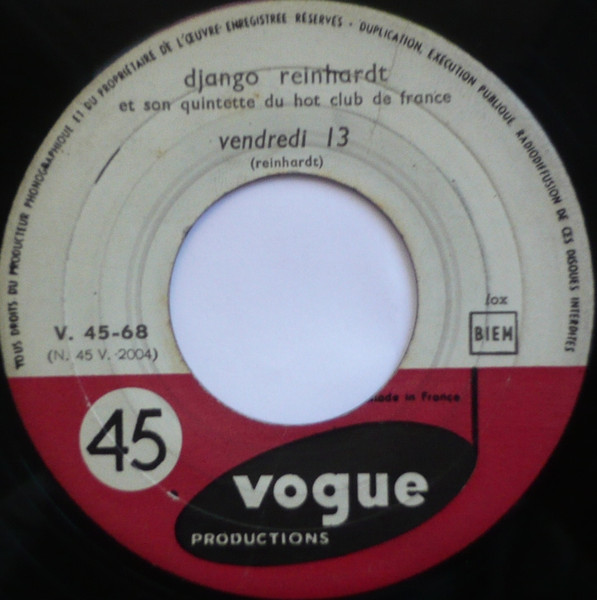 TOUS DROITS DU PRODUCTEUR PHONOGRAPHIQUE ET DU PROPRIÉTAIRE DE L'ŒUVRE ENREGISTRÉE RÉSERVÉS - DUPLICATION, EXÉCUTION PUBLIQUE, RADIODIFFUSION DE CES DISQUES INTERDITES
django reinhardt
et son quintette du hot club de france
vendredi 13
(reinhardt)
V. 45-68
(N. 45 V. 2004)
lox
BIEM
Made in France
45
vogue
PRODUCTIONS